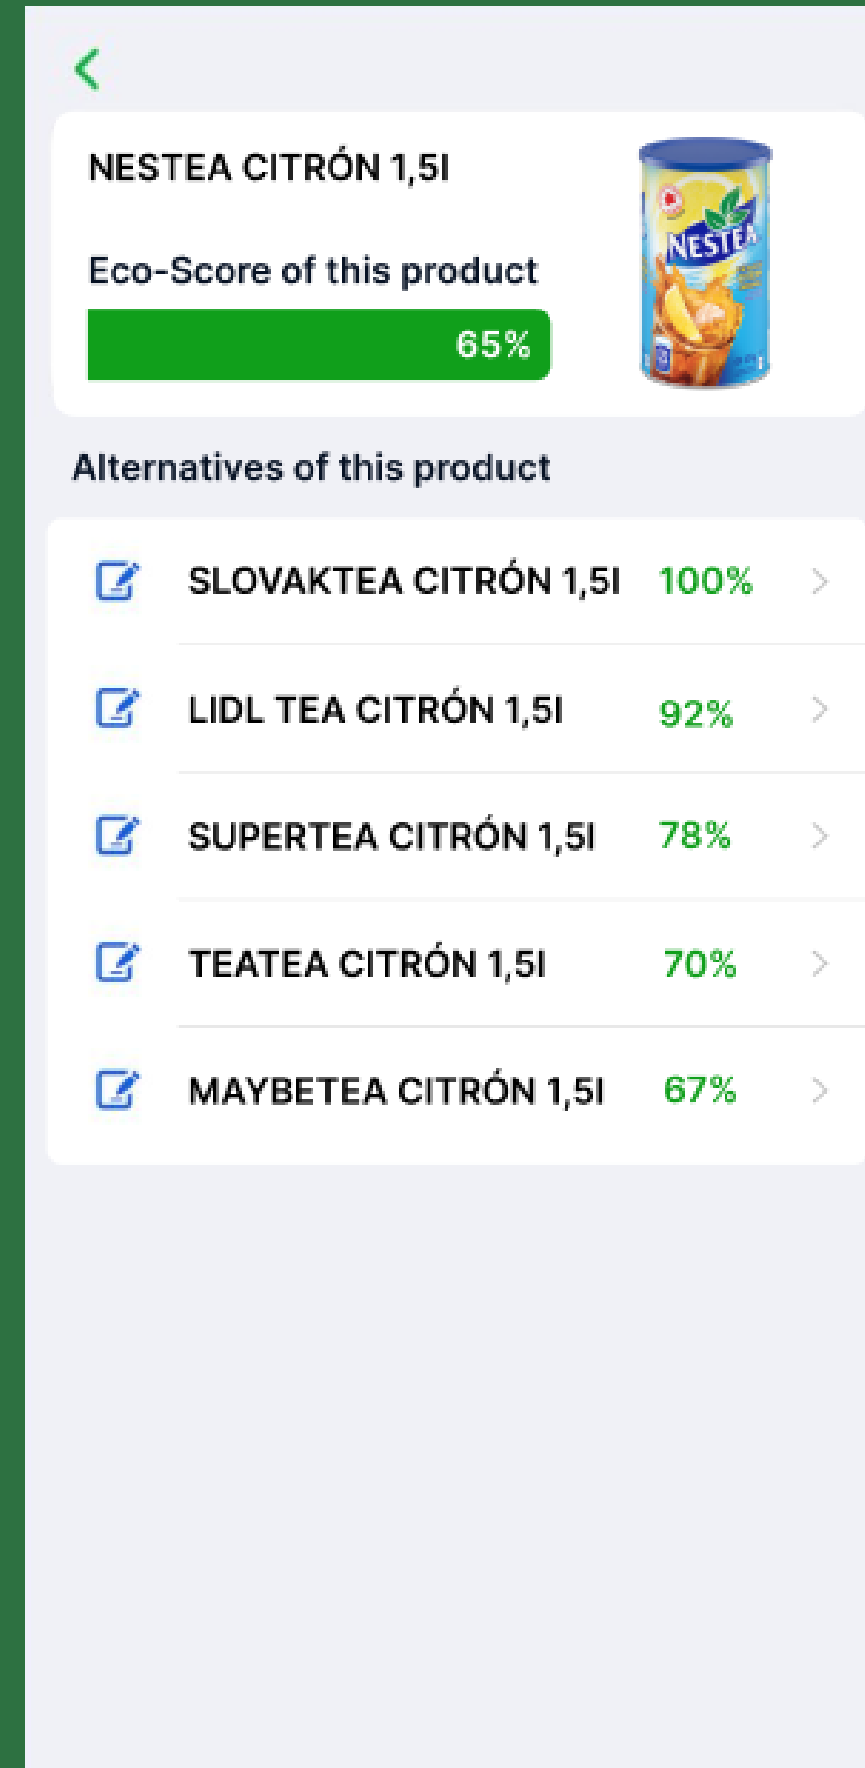 NESTEA CITRÓN 1,5l
Eco-Score of this product
65%
NESTEA
Alternatives of this product
SLOVAKTEA CITRÓN 1,5l 100%
LIDL TEA CITRÓN 1,5l 92%
SUPERTEA CITRÓN 1,5l 78%
TEATEA CITRÓN 1,5l 70%
MAYBETEA CITRÓN 1,5l 67%